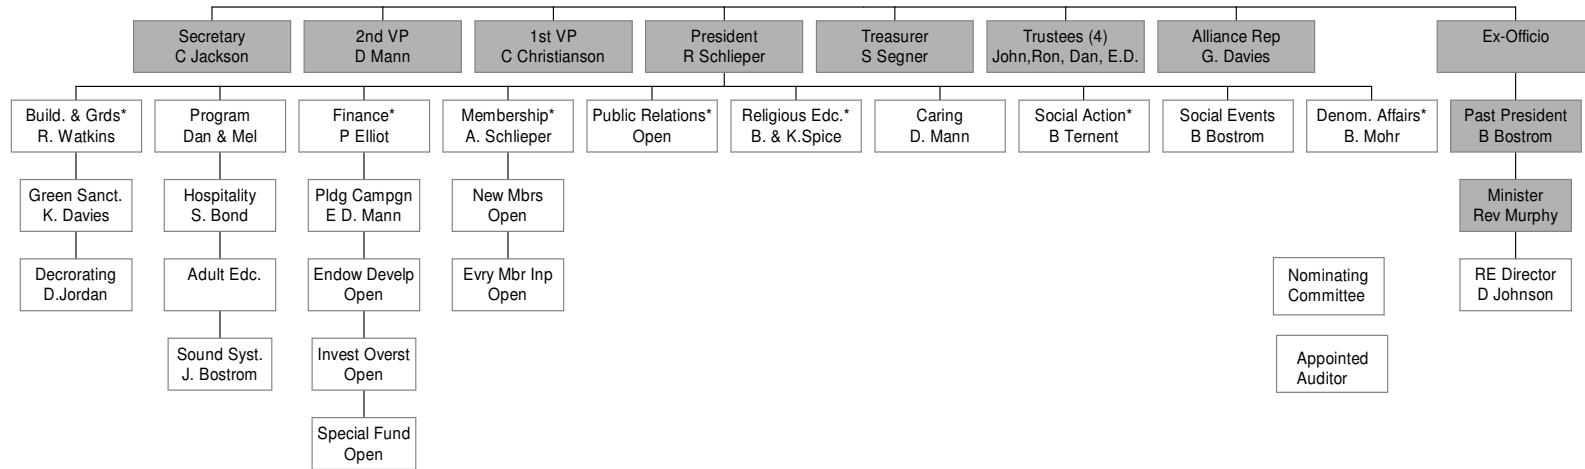 Secretary
C Jackson
2nd VP
D Mann
1st VP
C Christianson
President
R Schlieper
Treasurer
S Segner
Trustees (4)
John,Ron, Dan, E.D.
Alliance Rep
G. Davies
Ex-Officio
Build. & Grds*
R. Watkins
Program
Dan & Mel
Finance*
P Elliot
Membership*
A. Schlieper
Public Relations*
Open
Religious Edc.*
B. & K.Spice
Caring
D. Mann
Social Action*
B Ternent
Social Events
B Bostrom
Denom. Affairs*
B. Mohr
Past President
B Bostrom
Green Sanct.
K. Davies
Hospitality
S. Bond
Pldg Campgn
E D. Mann
New Mbrs
Open
Minister
Rev Murphy
Decrorating
D.Jordan
Adult Edc.
Endow Develp
Open
Evry Mbr Inp
Open
Nominating
Committee
RE Director
D Johnson
Sound Syst.
J. Bostrom
Invest Overst
Open
Appointed
Auditor
Special Fund
Open